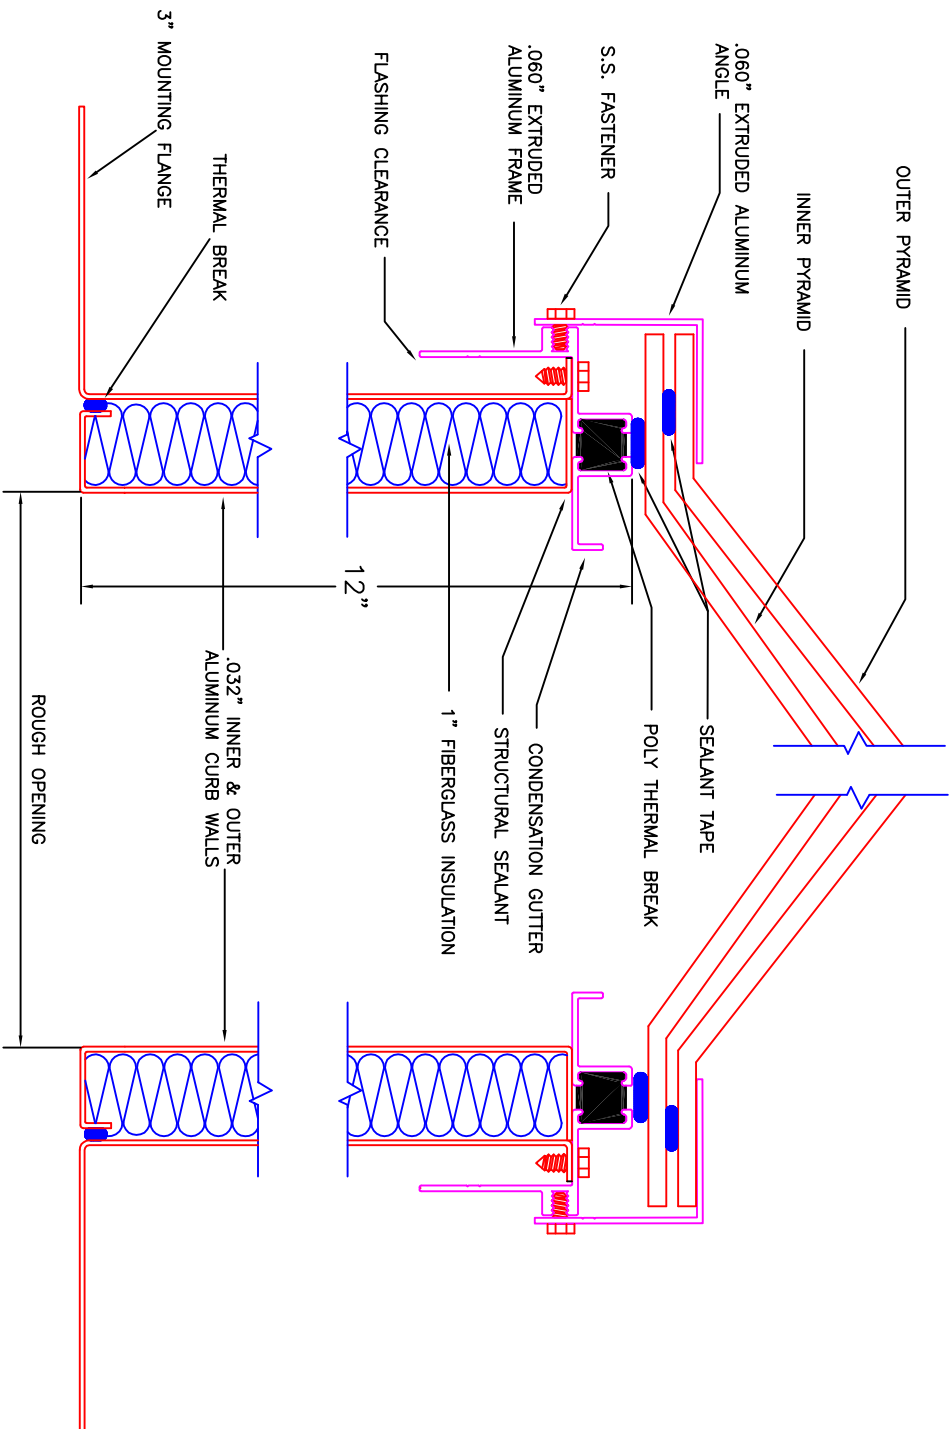 OUTER PYRAMID
INNER PYRAMID
.060" EXTRUDED ALUMINUM
ANGLE
S.S. FASTENER
.060" EXTRUDED
ALUMINUM FRAME
FLASHING CLEARANCE
THERMAL BREAK
3" MOUNTING FLANGE
SEALANT TAPE
POLY THERMAL BREAK
CONDENSATION GUTTER
STRUCTURAL SEALANT
1" FIBERGLASS INSULATION
12"
.032" INNER & OUTER
ALUMINUM CURB WALLS
ROUGH OPENING